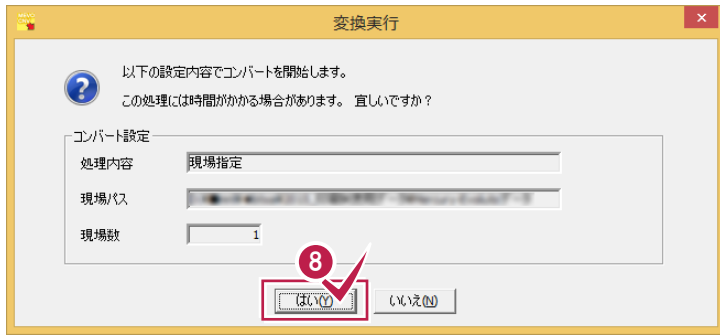 変換実行
以下の設定内容でコンバートを開始します。
この処理には時間がかかる場合があります。 宜しいですか？
コンバート設定
処理内容 現場指定
現場パス
現場数 1
8
はい(Y) いいえ(N)